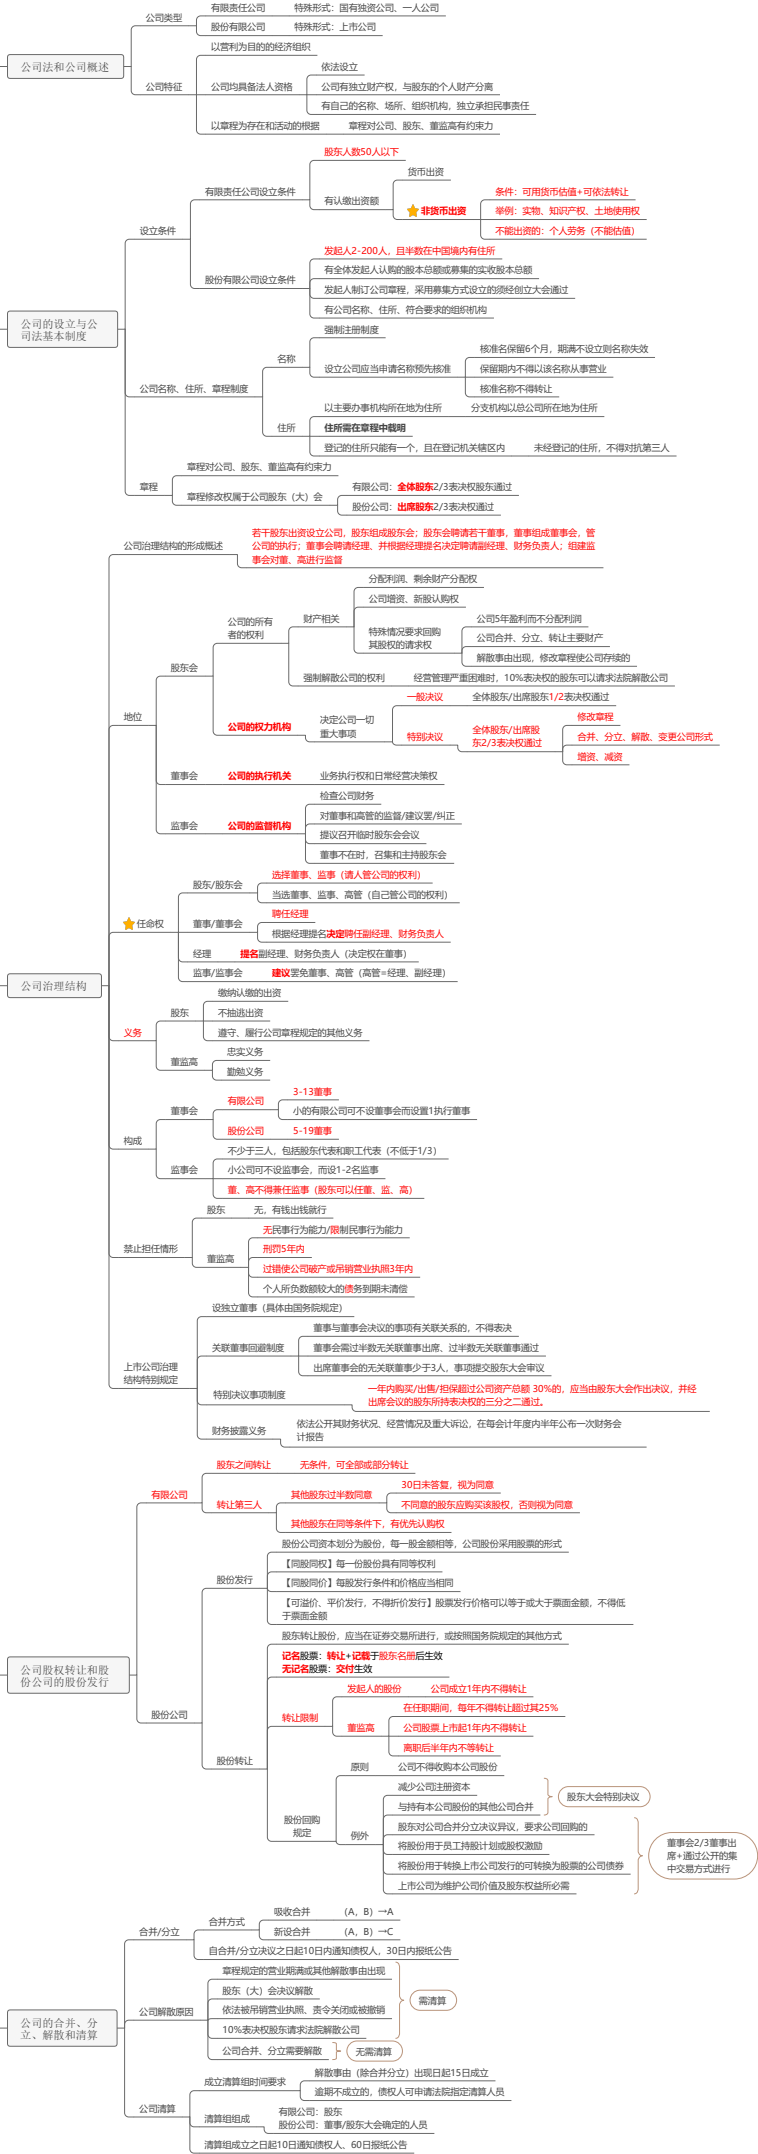 公司法和公司概述
公司类型
有限责任公司 特殊形式：国有独资公司、一人公司
股份有限公司 特殊形式：上市公司
公司特征
以营利为目的的经济组织
公司均具备法人资格
依法设立
公司有独立财产权，与股东的个人财产分离
有自己的名称、场所、组织机构，独立承担民事责任
以章程为存在和活动的根据 章程对公司、股东、董监高有约束力
公司的设立与公
司法基本制度
设立条件
有限责任公司设立条件
股东人数50人以下
有认缴出资额
货币出资
非货币出资
条件：可用货币估值+可依法转让
举例：实物、知识产权、土地使用权
不能出资的：个人劳务（不能估值）
股份有限公司设立条件
发起人2-200人，且半数在中国境内有住所
有全体发起人认购的股本总额或募集的实收股本总额
发起人制订公司章程，采用募集方式设立的须经创立大会通过
有公司名称、住所、符合要求的组织机构
公司名称、住所、章程制度
名称
强制注册制度
设立公司应当申请名称预先核准
核准名保留6个月，期满不设立则名称失效
保留期内不得以该名称从事营业
核准名称不得转让
住所
以主要办事机构所在地为住所 分支机构以总公司所在地为住所
住所需在章程中载明
登记的住所只能有一个，且在登记机关辖区内 未经登记的住所，不得对抗第三人
章程
章程对公司、股东、董监高有约束力
章程修改权属于公司股东（大）会
有限公司：全体股东2/3表决权股东通过
股份公司：出席股东2/3表决权通过
公司治理结构
公司治理结构的形成概述
若干股东出资设立公司，股东组成股东会；股东会聘请若干董事，董事组成董事会，管
公司的执行；董事会聘请经理、并根据经理提名决定聘请副经理、财务负责人；组建监
事会对董、高进行监督
地位
股东会
公司的所有
者的权利
财产相关
分配利润、剩余财产分配权
公司增资、新股认购权
特殊情况要求回购
其股权的请求权
公司5年盈利而不分配利润
公司合并、分立、转让主要财产
解散事由出现，修改章程使公司存续的
强制解散公司的权利 经营管理严重困难时，10%表决权的股东可以请求法院解散公司
公司的权力机构
决定公司一切
重大事项
一般决议 全体股东/出席股东1/2表决权通过
特别决议
全体股东/出席股
东2/3表决权通过
修改章程
合并、分立、解散、变更公司形式
增资、减资
董事会 公司的执行机关 业务执行权和日常经营决策权
监事会 公司的监督机构
检查公司财务
对董事和高管的监督/建议罢/纠正
提议召开临时股东会会议
董事不在时，召集和主持股东会
任命权
股东/股东会
选择董事、监事（请人管公司的权利）
当选董事、监事、高管（自己管公司的权利）
董事/董事会
聘任经理
根据经理提名决定聘任副经理、财务负责人
经理 提名副经理、财务负责人（决定权在董事）
监事/监事会 建议罢免董事、高管（高管=经理、副经理）
义务
股东
缴纳认缴的出资
不抽逃出资
遵守、履行公司章程规定的其他义务
董监高
忠实义务
勤勉义务
构成
董事会
有限公司
3-13董事
小的有限公司可不设董事会而设置1执行董事
股份公司 5-19董事
监事会
不少于三人，包括股东代表和职工代表（不低于1/3）
小公司可不设监事会，而设1-2名监事
董、高不得兼任监事（股东可以任董、监、高）
禁止担任情形
股东 无，有钱出钱就行
董监高
无民事行为能力/限制民事行为能力
刑罚5年内
过错使公司破产或吊销营业执照3年内
个人所负数额较大的债务到期未清偿
上市公司治理
结构特别规定
设独立董事（具体由国务院规定）
关联董事回避制度
董事与董事会决议的事项有关联关系的，不得表决
董事会需过半数无关联董事出席、过半数无关联董事通过
出席董事会的无关联董事少于3人，事项提交股东大会审议
特别决议事项制度
一年内购买/出售/担保超过公司资产总额 30%的，应当由股东大会作出决议，并经
出席会议的股东所持表决权的三分之二通过。
财务披露义务
依法公开其财务状况、经营情况及重大诉讼，在每会计年度内半年公布一次财务会
计报告
公司股权转让和股
份公司的股份发行
有限公司
股东之间转让 无条件，可全部或部分转让
转让第三人
其他股东过半数同意
30日未答复，视为同意
不同意的股东应购买该股权，否则视为同意
其他股东在同等条件下，有优先认购权
股份公司
股份发行
股份公司资本划分为股份，每一股金额相等，公司股份采用股票的形式
【同股同权】每一份股份具有同等权利
【同股同价】每股发行条件和价格应当相同
【可溢价、平价发行，不得折价发行】股票发行价格可以等于或大于票面金额，不得低
于票面金额
股份转让
股东转让股份，应当在证券交易所进行，或按照国务院规定的其他方式
记名股票：转让+记载于股东名册后生效
无记名股票：交付生效
转让限制
发起人的股份 公司成立1年内不得转让
董监高
在任职期间，每年不得转让超过其25%
公司股票上市起1年内不得转让
离职后半年内不等转让
股份回购
规定
原则 公司不得收购本公司股份
例外
减少公司注册资本
与持有本公司股份的其他公司合并
股东大会特别决议
股东对公司合并分立决议异议，要求公司回购的
将股份用于员工持股计划或股权激励
将股份用于转换上市公司发行的可转换为股票的公司债券
上市公司为维护公司价值及股东权益所必需
董事会2/3董事出
席+通过公开的集
中交易方式进行
公司的合并、分
立、解散和清算
合并/分立
合并方式
吸收合并 （A，B）→A
新设合并 （A，B）→C
自合并/分立决议之日起10日内通知债权人，30日内报纸公告
公司解散原因
章程规定的营业期满或其他解散事由出现
股东（大）会决议解散
依法被吊销营业执照、责令关闭或被撤销
10%表决权股东请求法院解散公司
需清算
公司合并、分立需要解散
无需清算
公司清算
成立清算组时间要求
解散事由（除合并分立）出现日起15日成立
逾期不成立的，债权人可申请法院指定清算人员
清算组组成
有限公司：股东
股份公司：董事/股东大会确定的人员
清算组成立之日起10日通知债权人、60日报纸公告